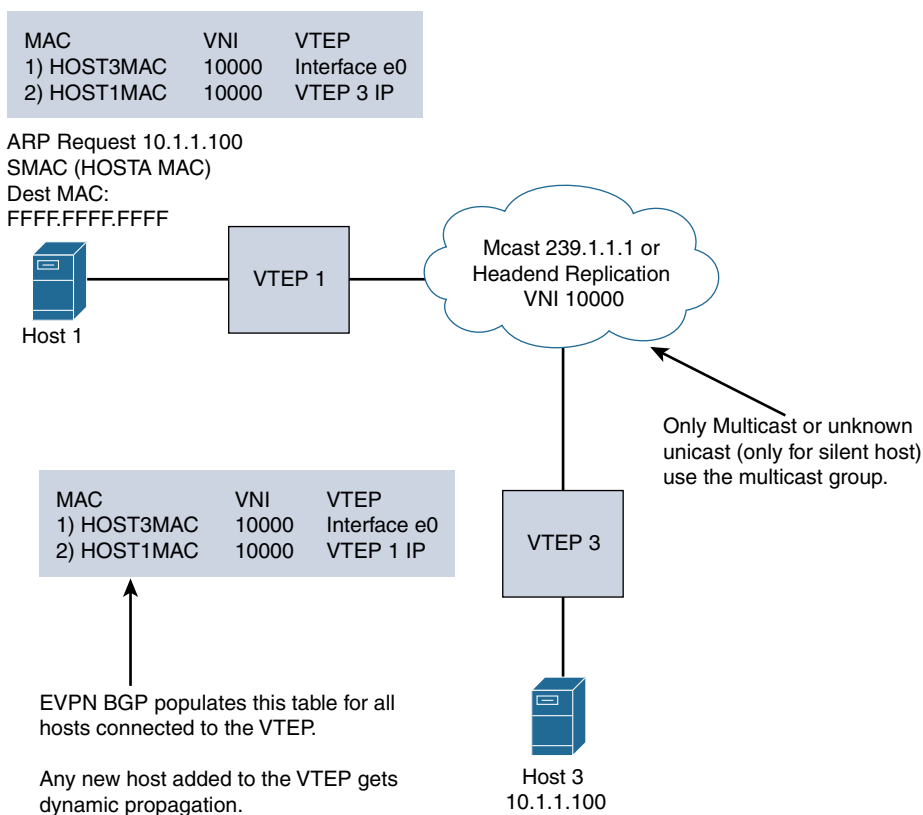 MAC VNI VTEP
1) HOST3MAC 10000 Interface e0
2) HOST1MAC 10000 VTEP 3 IP
ARP Request 10.1.1.100
SMAC (HOSTA MAC)
Dest MAC:
FFFF.FFFF.FFFF
Host 1
VTEP 1
Mcast 239.1.1.1 or
Headend Replication
VNI 10000
Only Multicast or unknown
unicast (only for silent host)
use the multicast group.
MAC VNI VTEP
1) HOST3MAC 10000 Interface e0
2) HOST1MAC 10000 VTEP 1 IP
VTEP 3
EVPN BGP populates this table for all
hosts connected to the VTEP.
Any new host added to the VTEP gets
dynamic propagation.
Host 3
10.1.1.100